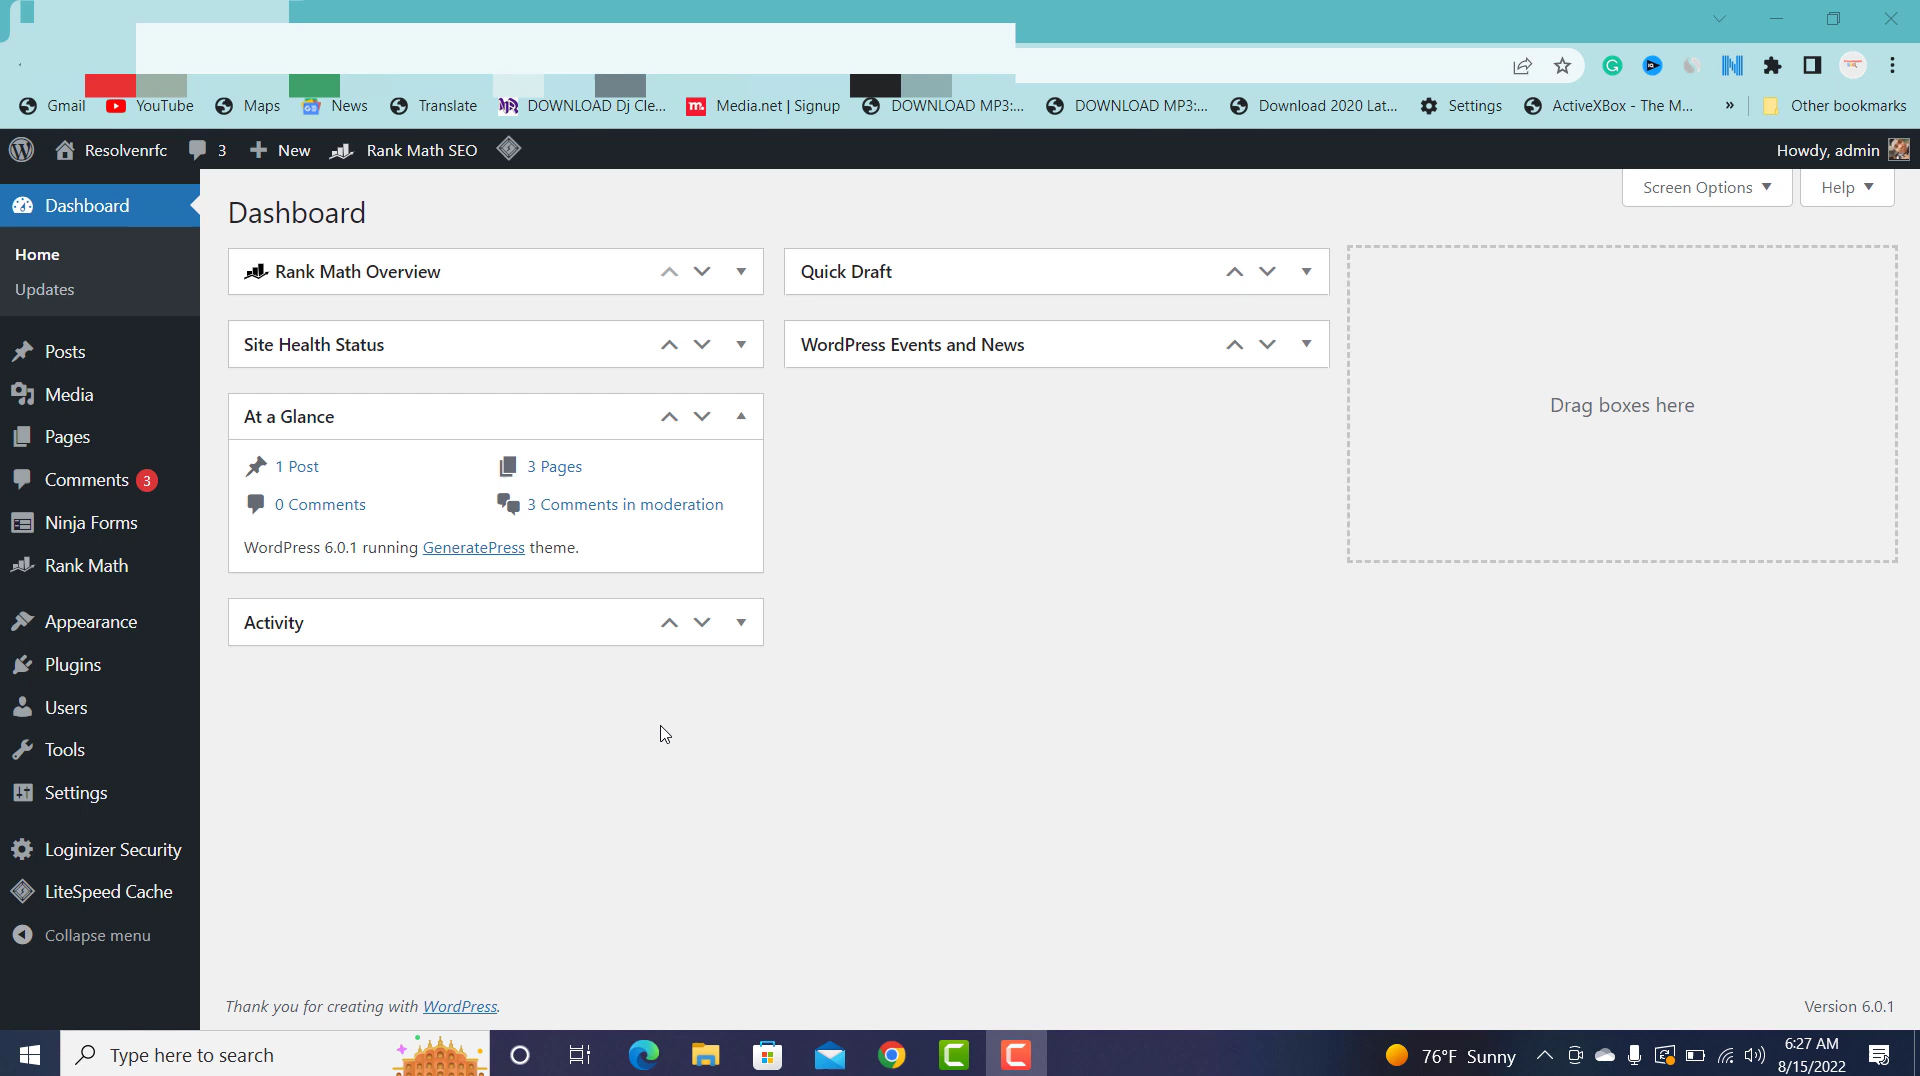 Gmail YouTube Maps News Translate DOWNLOAD Dj Cle... Media.net | Signup DOWNLOAD MP3:... DOWNLOAD MP3:... Download 2020 Lat... Settings ActiveXBox - The M... » Other bookmarks
Resolvenrfc 3 New Rank Math SEO Howdy, admin
Screen Options Help
Dashboard
Home
Updates
Posts
Media
Pages
Comments 3
Ninja Forms
Rank Math
Appearance
Plugins
Users
Tools
Settings
Loginizer Security
LiteSpeed Cache
Collapse menu
Dashboard
Rank Math Overview
Site Health Status
At a Glance
1 Post 3 Pages
0 Comments 3 Comments in moderation
WordPress 6.0.1 running GeneratePress theme.
Activity
Quick Draft
WordPress Events and News
Drag boxes here
Thank you for creating with WordPress. Version 6.0.1
Type here to search 76°F Sunny 6:27 AM
8/15/2022